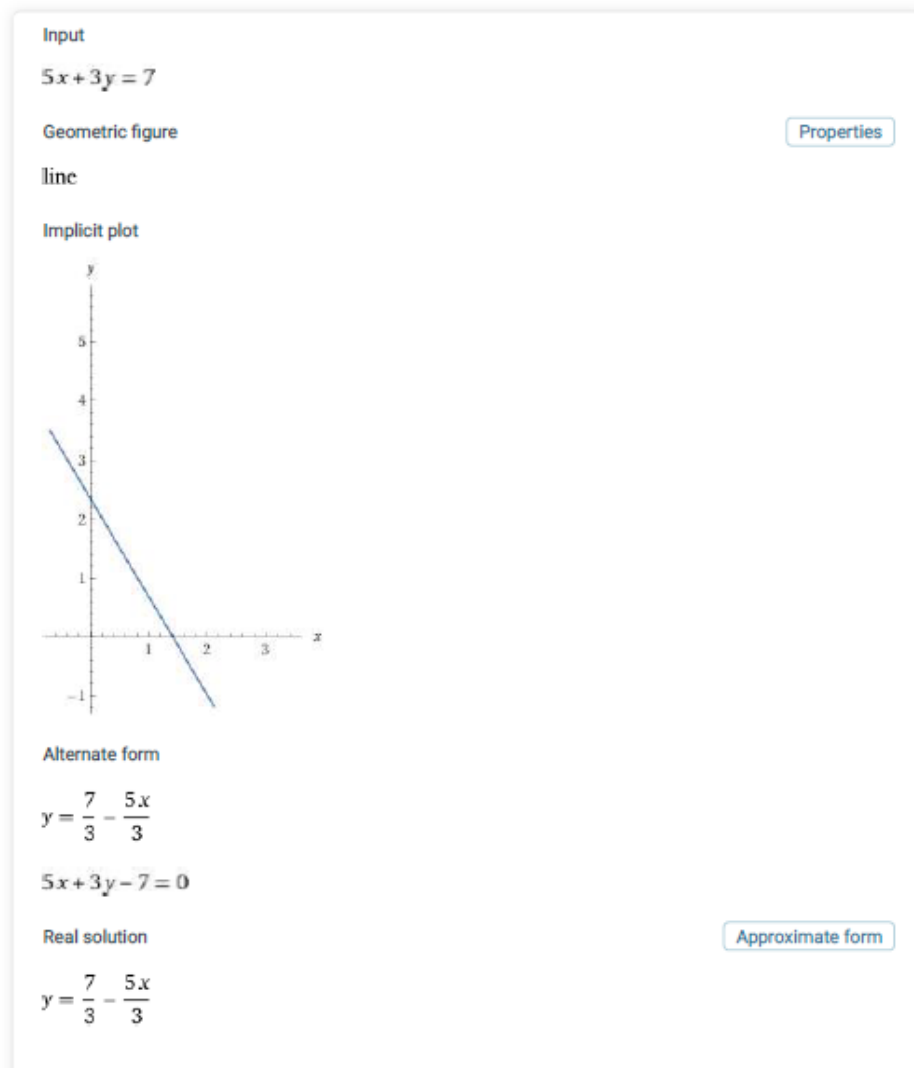 Input
5x + 3y = 7
Geometric figure
Properties
line
Implicit plot
y
5
4
3
2
1
1 2 3 x
-1
Alternate form
y = 7/3 - 5x/3
5x + 3y - 7 = 0
Real solution
Approximate form
y = 7/3 - 5x/3